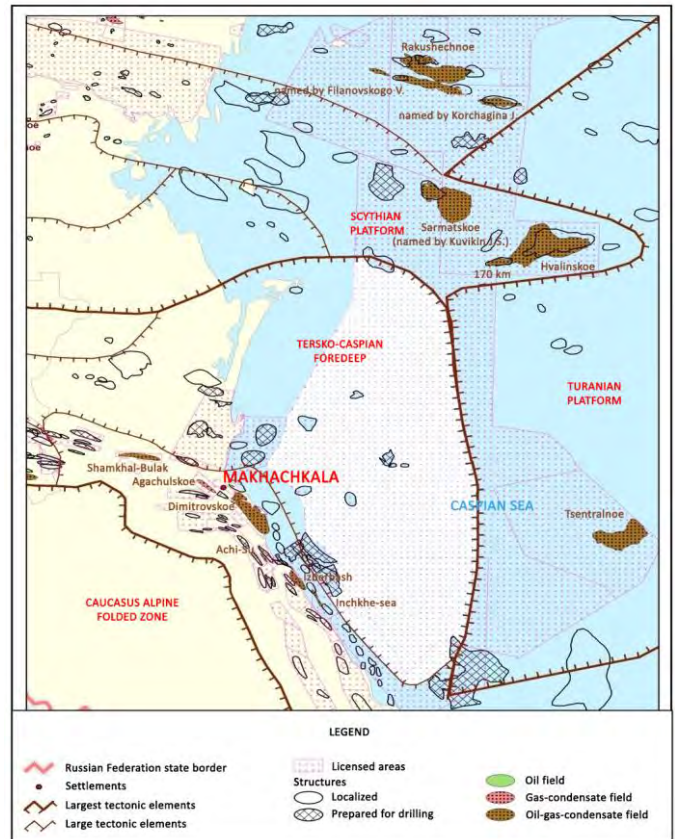 Rakushechnoe
named by Filanovskogo V.
named by Korchagina J.
SCYTHIAN
PLATFORM
Sarmatskoe
(named by Kuvikin J.S.)
170 km
Hvalinskoe
TERSKO-CASPIAN
FOREDEEP
TURANIAN
PLATFORM
Shamkhal-Bulak
MAKHACHKALA
Agachulskoe
Dimitrovskoe
CASPIAN SEA
Tsentralnoe
Achi-S
Izberbash
Inchkhe-sea
CAUCASUS ALPINE
FOLDED ZONE
LEGEND
Russian Federation state border
Settlements
Largest tectonic elements
Large tectonic elements
Licensed areas
Structures
Localized
Prepared for drilling
Oil field
Gas-condensate field
Oil-gas-condensate field